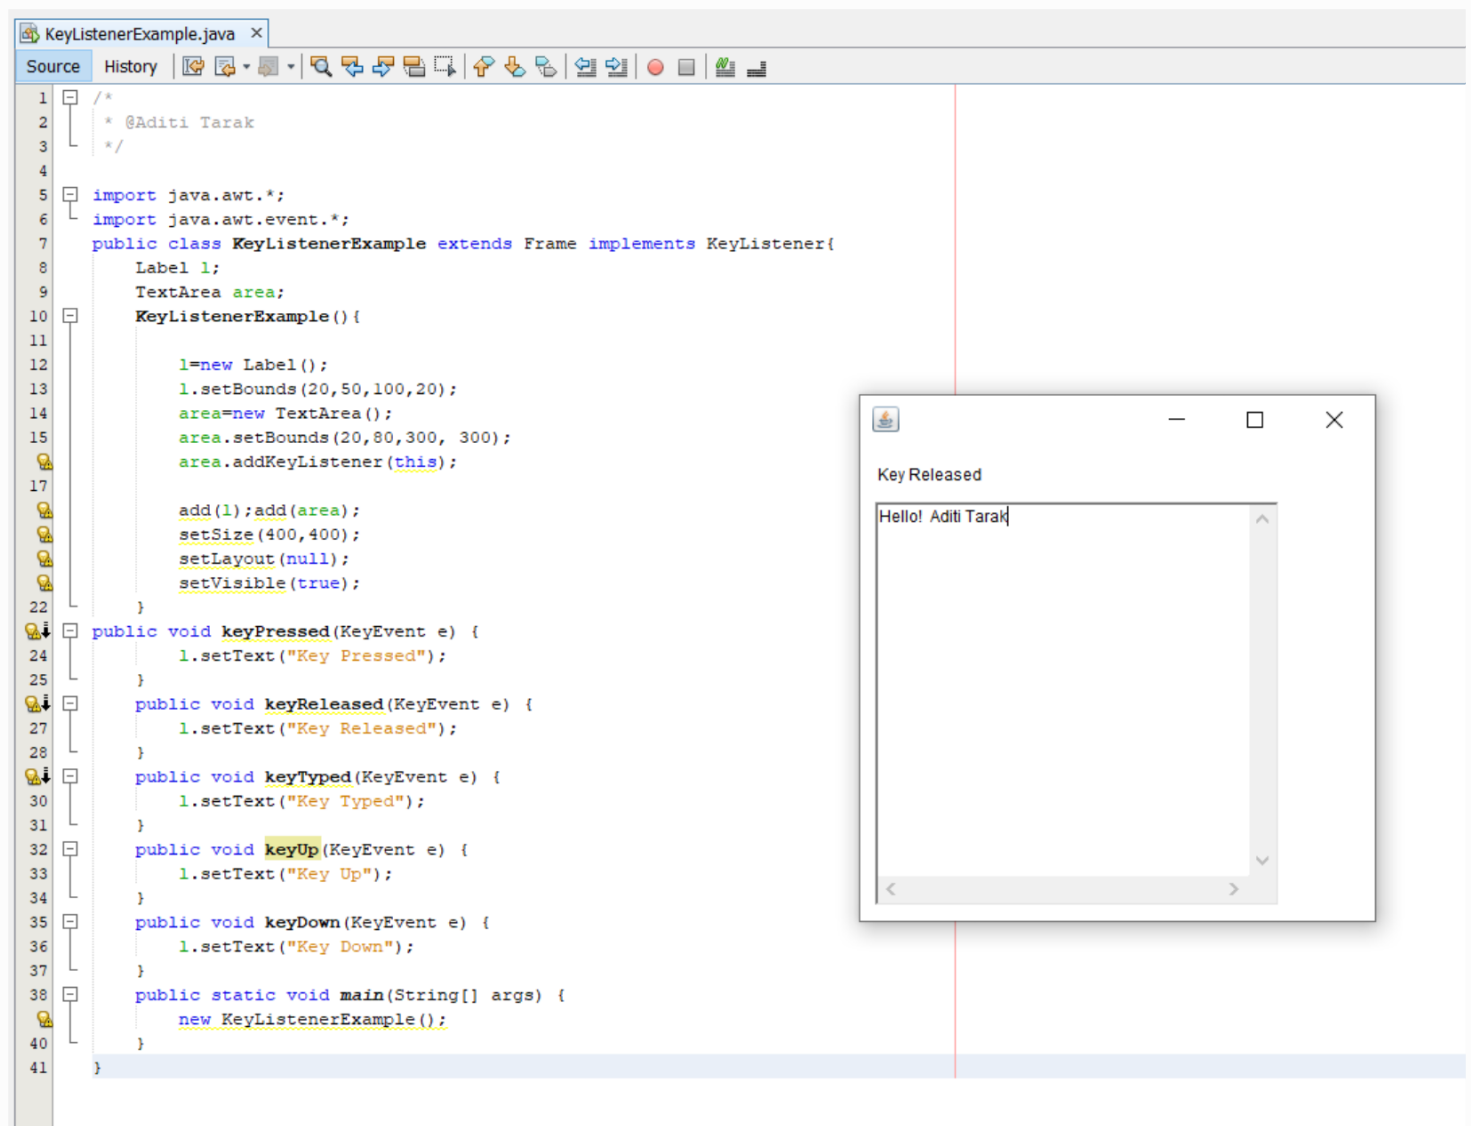 KeyListenerExample.java
Source History
1 /*
2 * @Aditi Tarak
3 */
4
5 import java.awt.*;
6 import java.awt.event.*;
7 public class KeyListenerExample extends Frame implements KeyListener{
8 Label l;
9 TextArea area;
10 KeyListenerExample(){
11
12 l=new Label();
13 l.setBounds(20,50,100,20);
14 area=new TextArea();
15 area.setBounds(20,80,300, 300);
area.addKeyListener(this);
17
add(l);add(area);
setSize(400,400);
setLayout(null);
setVisible(true);
22 }
public void keyPressed(KeyEvent e) {
24 l.setText("Key Pressed");
25 }
public void keyReleased(KeyEvent e) {
27 l.setText("Key Released");
28 }
public void keyTyped(KeyEvent e) {
30 l.setText("Key Typed");
31 }
32 public void keyUp(KeyEvent e) {
33 l.setText("Key Up");
34 }
35 public void keyDown(KeyEvent e) {
36 l.setText("Key Down");
37 }
38 public static void main(String[] args) {
new KeyListenerExample();
40 }
41 }
Key Released
Hello! Aditi Tarak